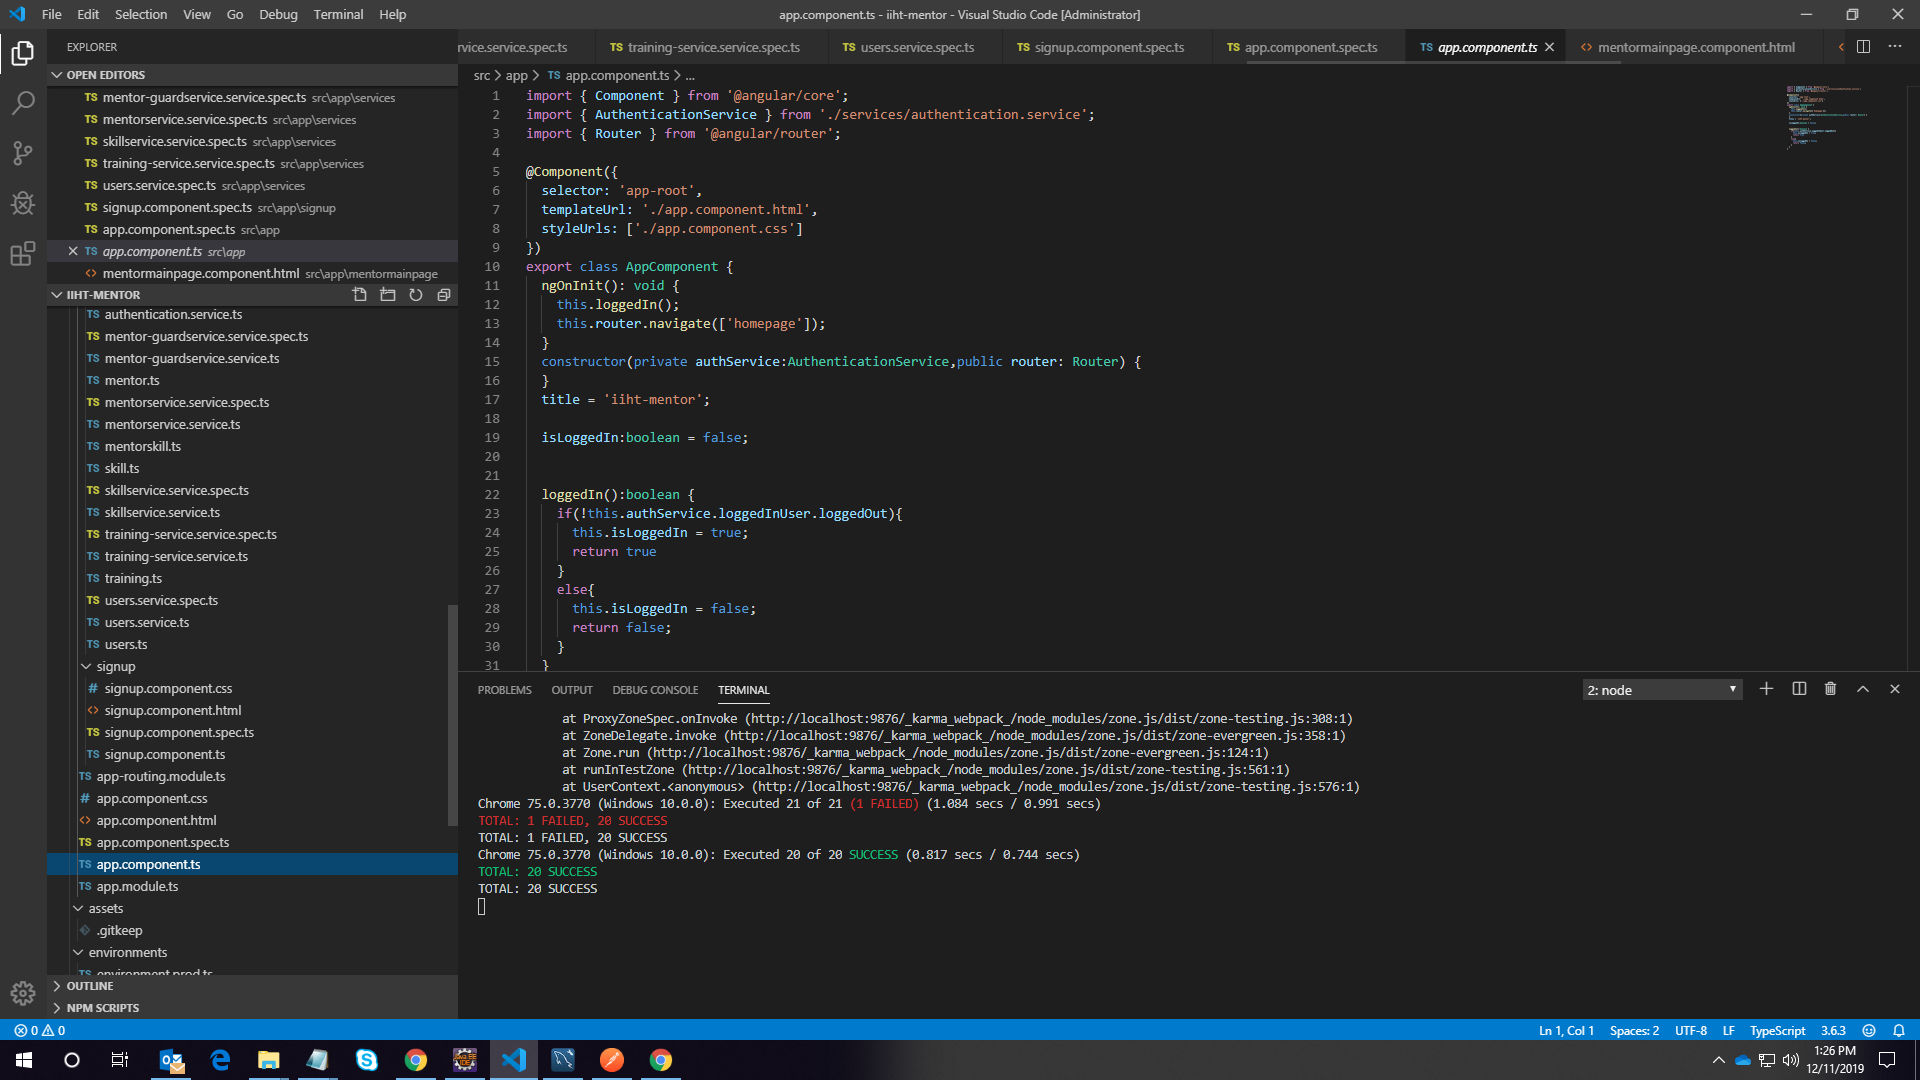 File Edit Selection View Go Debug Terminal Help
app.component.ts - iiht-mentor - Visual Studio Code [Administrator]
EXPLORER
OPEN EDITORS
TS mentor-guardservice.service.spec.ts src\app\services
TS mentorservice.service.spec.ts src\app\services
TS skillservice.service.spec.ts src\app\services
TS training-service.service.spec.ts src\app\services
TS users.service.spec.ts src\app\services
TS signup.component.spec.ts src\app\signup
TS app.component.spec.ts src\app
TS app.component.ts src\app
<> mentormainpage.component.html src\app\mentormainpage
IIHT-MENTOR
TS authentication.service.ts
TS mentor-guardservice.service.spec.ts
TS mentor-guardservice.service.ts
TS mentor.ts
TS mentorservice.service.spec.ts
TS mentorservice.service.ts
TS mentorskill.ts
TS skill.ts
TS skillservice.service.spec.ts
TS skillservice.service.ts
TS training-service.service.spec.ts
TS training-service.service.ts
TS training.ts
TS users.service.spec.ts
TS users.service.ts
TS users.ts
signup
# signup.component.css
<> signup.component.html
TS signup.component.spec.ts
TS signup.component.ts
TS app-routing.module.ts
# app.component.css
<> app.component.html
TS app.component.spec.ts
TS app.component.ts
TS app.module.ts
assets
.gitkeep
environments
TS environment.prod.ts
OUTLINE
NPM SCRIPTS
rvice.service.spec.ts
TS training-service.service.spec.ts
TS users.service.spec.ts
TS signup.component.spec.ts
TS app.component.spec.ts
TS app.component.ts
<> mentormainpage.component.html
src > app > TS app.component.ts > ...
1 import { Component } from '@angular/core';
2 import { AuthenticationService } from './services/authentication.service';
3 import { Router } from '@angular/router';
4
5 @Component({
6 selector: 'app-root',
7 templateUrl: './app.component.html',
8 styleUrls: ['./app.component.css']
9 })
10 export class AppComponent {
11 ngOnInit(): void {
12 this.loggedIn();
13 this.router.navigate(['homepage']);
14 }
15 constructor(private authService:AuthenticationService,public router: Router) {
16 }
17 title = 'iiht-mentor';
18
19 isLoggedIn:boolean = false;
20
21
22 loggedIn():boolean {
23 if(!this.authService.loggedInUser.loggedOut){
24 this.isLoggedIn = true;
25 return true
26 }
27 else{
28 this.isLoggedIn = false;
29 return false;
30 }
31 }
PROBLEMS OUTPUT DEBUG CONSOLE TERMINAL
2: node
at ProxyZoneSpec.onInvoke (http://localhost:9876/_karma_webpack_/node_modules/zone.js/dist/zone-testing.js:308:1)
at ZoneDelegate.invoke (http://localhost:9876/_karma_webpack_/node_modules/zone.js/dist/zone-evergreen.js:358:1)
at Zone.run (http://localhost:9876/_karma_webpack_/node_modules/zone.js/dist/zone-evergreen.js:124:1)
at runInTestZone (http://localhost:9876/_karma_webpack_/node_modules/zone.js/dist/zone-testing.js:561:1)
at UserContext.<anonymous> (http://localhost:9876/_karma_webpack_/node_modules/zone.js/dist/zone-testing.js:576:1)
Chrome 75.0.3770 (Windows 10.0.0): Executed 21 of 21 (1 FAILED) (1.084 secs / 0.991 secs)
TOTAL: 1 FAILED, 20 SUCCESS
TOTAL: 1 FAILED, 20 SUCCESS
Chrome 75.0.3770 (Windows 10.0.0): Executed 20 of 20 SUCCESS (0.817 secs / 0.744 secs)
TOTAL: 20 SUCCESS
TOTAL: 20 SUCCESS
0 0
Ln 1, Col 1 Spaces: 2 UTF-8 LF TypeScript 3.6.3
1:26 PM
12/11/2019